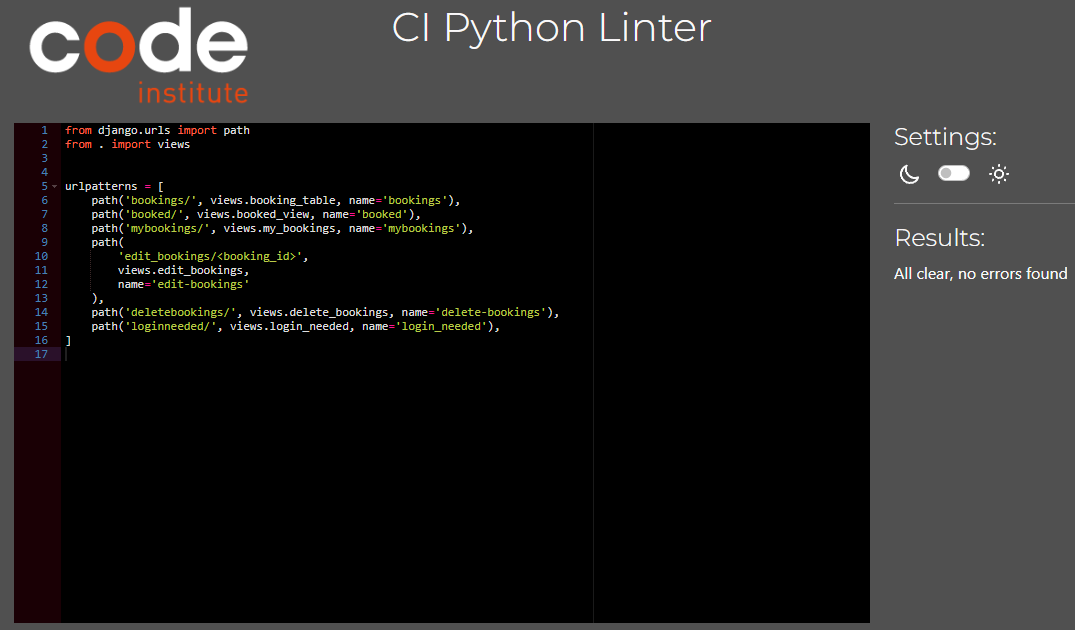 code
institute
CI Python Linter
1 from django.urls import path
2 from . import views
3
4
5 urlpatterns = [
6     path('bookings/', views.booking_table, name='bookings'),
7     path('booked/', views.booked_view, name='booked'),
8     path('mybookings/', views.my_bookings, name='mybookings'),
9     path(
10         'edit_bookings/<booking_id>',
11         views.edit_bookings,
12         name='edit-bookings'
13     ),
14     path('deletebookings/', views.delete_bookings, name='delete-bookings'),
15     path('loginneeded/', views.login_needed, name='login_needed'),
16 ]
17
Settings:
Results:
All clear, no errors found